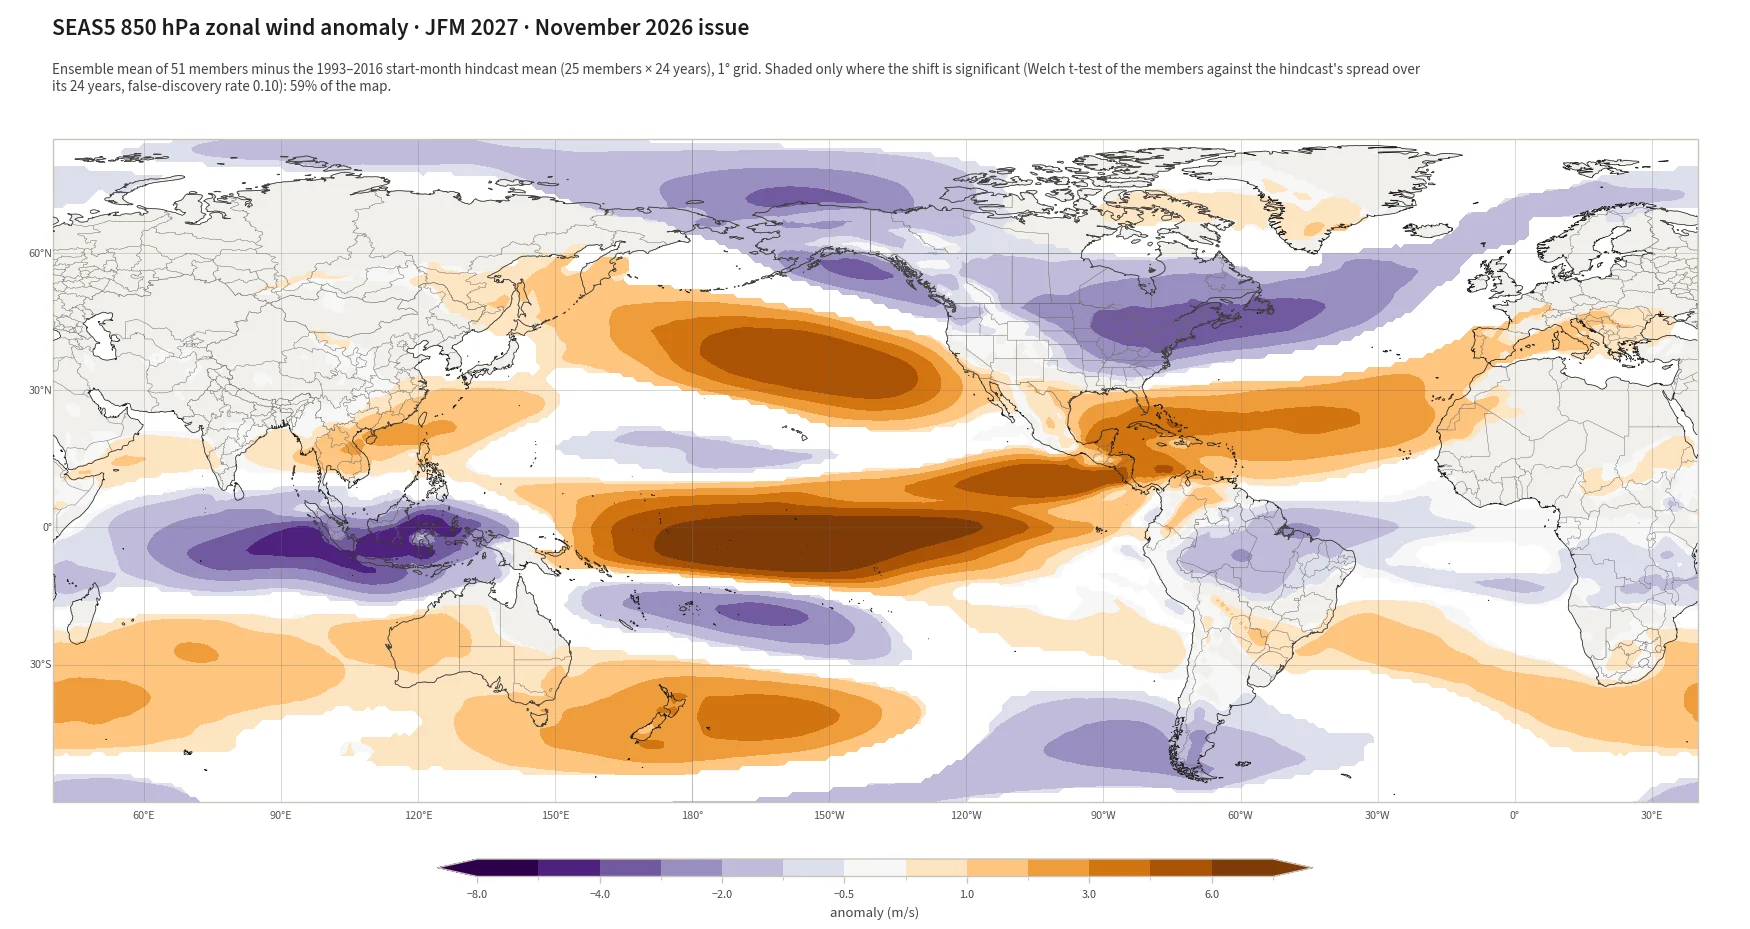 SEAS5 850 hPa zonal wind anomaly · JFM 2027 · November 2026 issue
Ensemble mean of 51 members minus the 1993–2016 start-month hindcast mean (25 members × 24 years), 1° grid. Shaded only where the shift is significant (Welch t-test of the members against the hindcast's spread over
its 24 years, false-discovery rate 0.10): 59% of the map.
60°N
30°N
0°
30°S
60°E 90°E 120°E 150°E 180° 150°W 120°W 90°W 60°W 30°W 0° 30°E
−8.0 −4.0 −2.0 −0.5 1.0 3.0 6.0
anomaly (m/s)